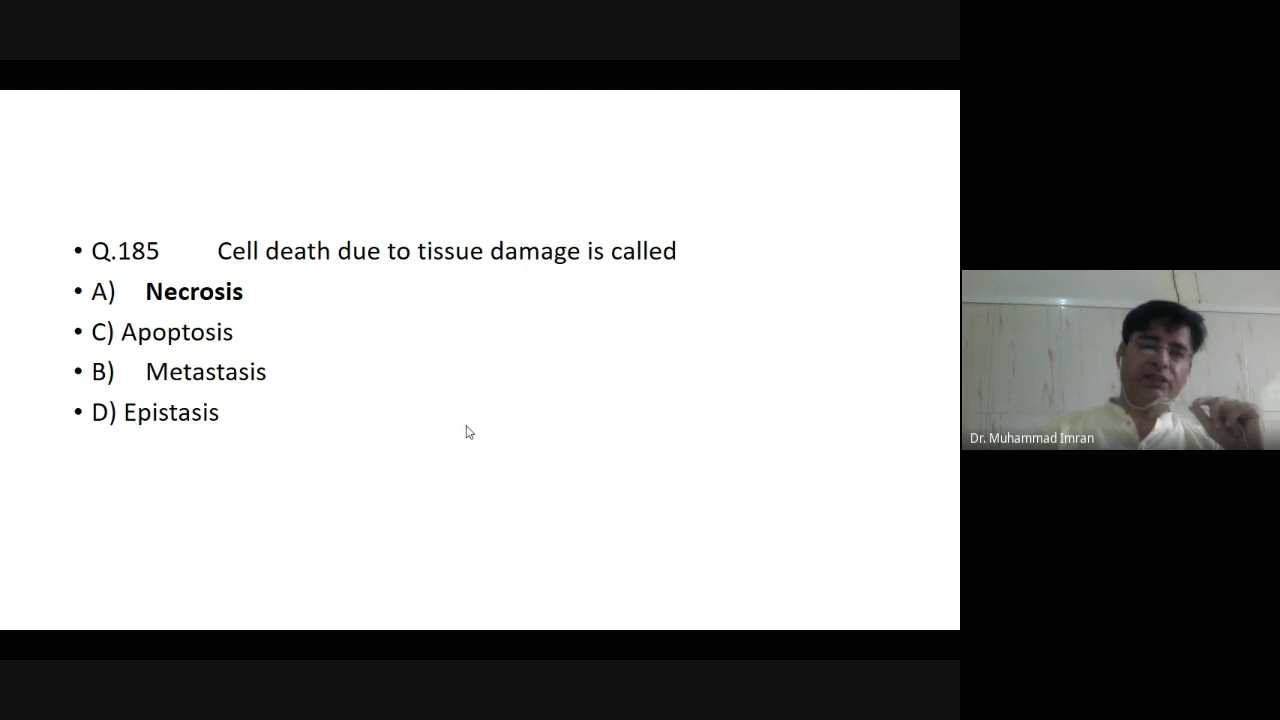 • Q.185 Cell death due to tissue damage is called
• A) Necrosis
• C) Apoptosis
• B) Metastasis
• D) Epistasis
Dr. Muhammad Imran